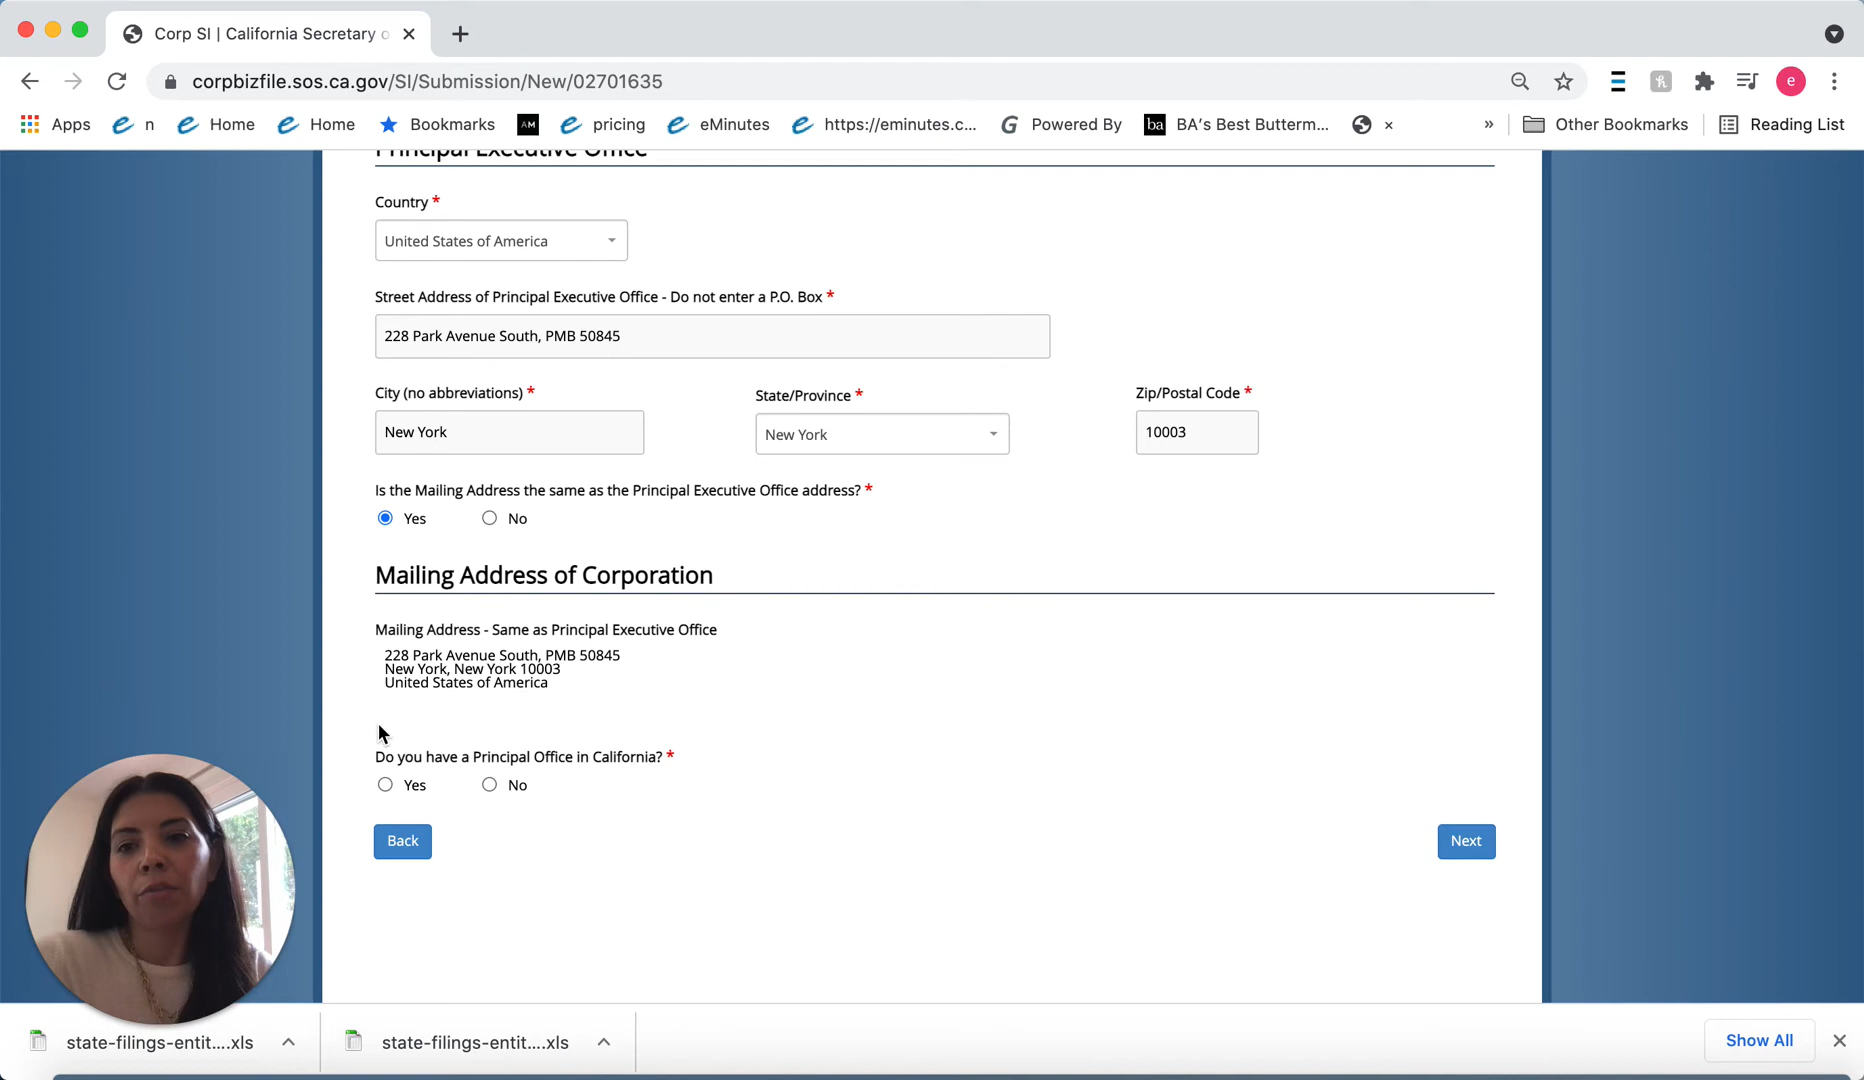 Corp SI | California Secretary o
corpbizfile.sos.ca.gov/SI/Submission/New/02701635
e
Apps
n
Home
Home
Bookmarks
AM
pricing
eMinutes
https://eminutes.c...
Powered By
ba
BA's Best Butterm...
Other Bookmarks
Reading List
Principal Executive Office
Country *
United States of America
Street Address of Principal Executive Office - Do not enter a P.O. Box *
228 Park Avenue South, PMB 50845
City (no abbreviations) *
State/Province *
Zip/Postal Code *
New York
New York
10003
Is the Mailing Address the same as the Principal Executive Office address? *
Yes
No
Mailing Address of Corporation
Mailing Address - Same as Principal Executive Office
228 Park Avenue South, PMB 50845
New York, New York 10003
United States of America
Do you have a Principal Office in California? *
Yes
No
Back
Next
state-filings-entit....xls
state-filings-entit....xls
Show All